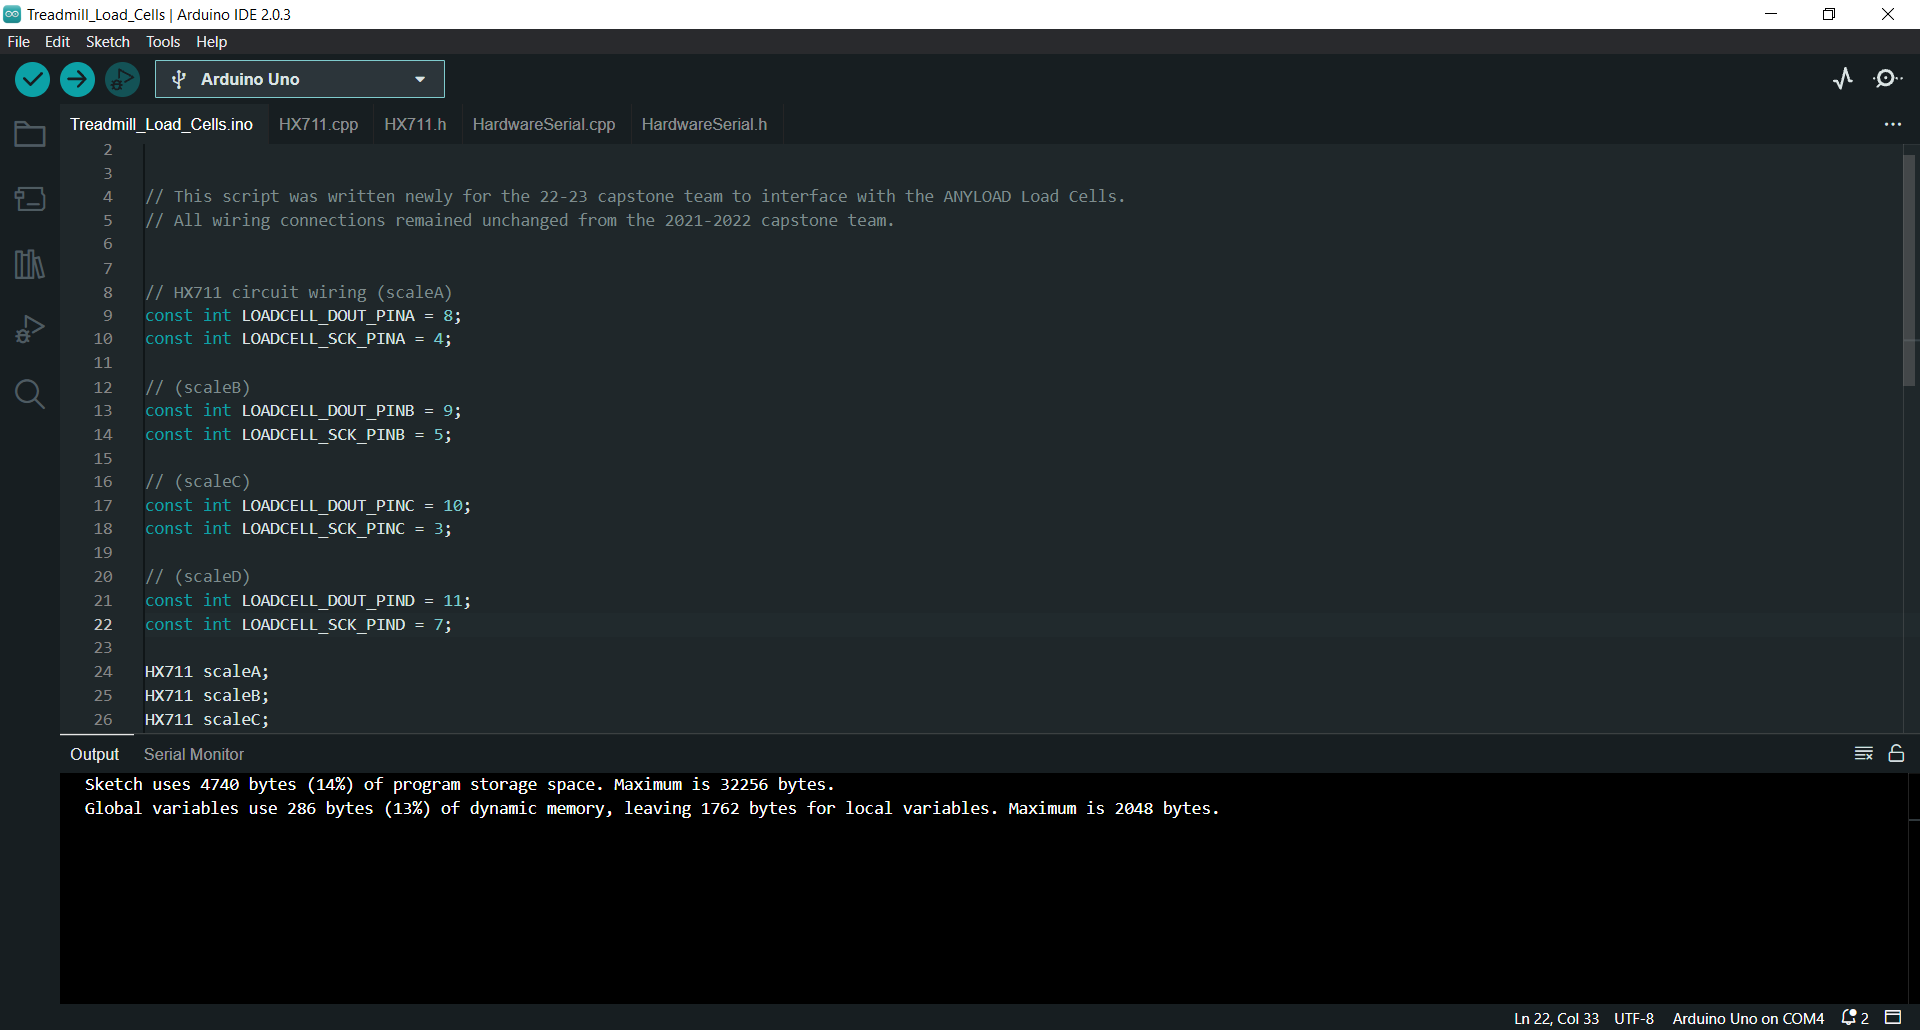 Treadmill_Load_Cells | Arduino IDE 2.0.3
File Edit Sketch Tools Help
Arduino Uno
Treadmill_Load_Cells.ino HX711.cpp HX711.h HardwareSerial.cpp HardwareSerial.h
2
3
4 // This script was written newly for the 22-23 capstone team to interface with the ANYLOAD Load Cells.
5 // All wiring connections remained unchanged from the 2021-2022 capstone team.
6
7
8 // HX711 circuit wiring (scaleA)
9 const int LOADCELL_DOUT_PINA = 8;
10 const int LOADCELL_SCK_PINA = 4;
11
12 // (scaleB)
13 const int LOADCELL_DOUT_PINB = 9;
14 const int LOADCELL_SCK_PINB = 5;
15
16 // (scaleC)
17 const int LOADCELL_DOUT_PINC = 10;
18 const int LOADCELL_SCK_PINC = 3;
19
20 // (scaleD)
21 const int LOADCELL_DOUT_PIND = 11;
22 const int LOADCELL_SCK_PIND = 7;
23
24 HX711 scaleA;
25 HX711 scaleB;
26 HX711 scaleC;
Output Serial Monitor
Sketch uses 4740 bytes (14%) of program storage space. Maximum is 32256 bytes.
Global variables use 286 bytes (13%) of dynamic memory, leaving 1762 bytes for local variables. Maximum is 2048 bytes.
Ln 22, Col 33 UTF-8 Arduino Uno on COM4 2